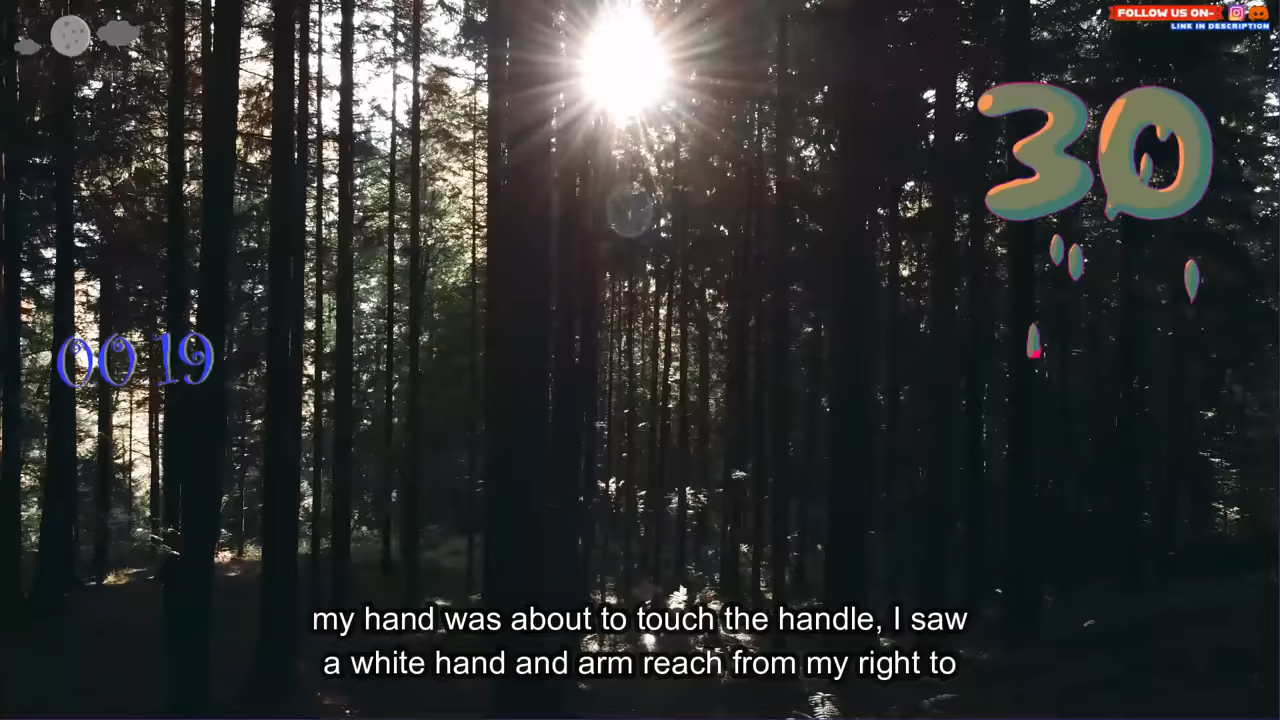 FOLLOW US ON-
LINK IN DESCRIPTION
30
00 19
my hand was about to touch the handle, I saw
a white hand and arm reach from my right to